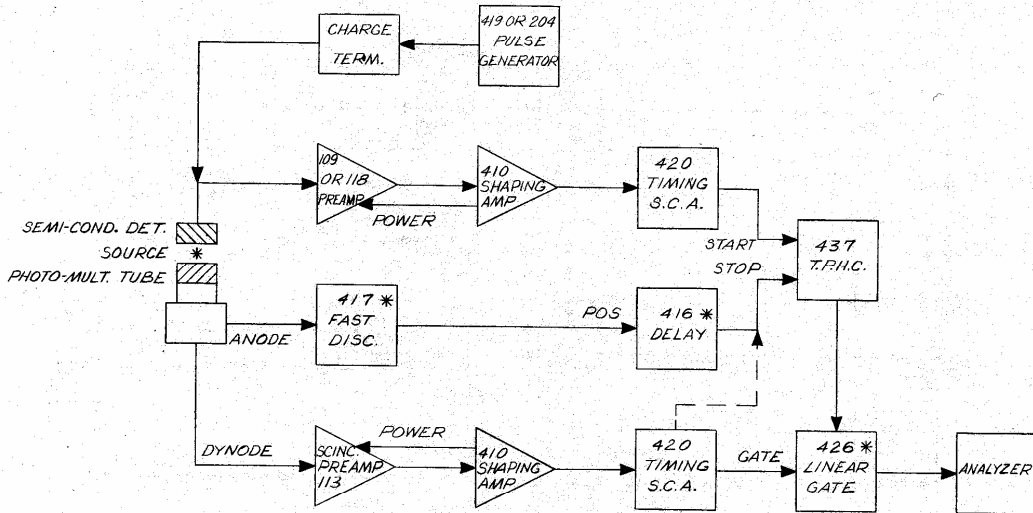 CHARGE
TERM.
419 OR 204
PULSE
GENERATOR
109
OR 118
PREAMP
410
SHAPING
AMP
POWER
420
TIMING
S.C.A.
SEMI-COND. DET.
SOURCE *
PHOTO-MULT. TUBE
START
STOP
437
T.P.H.C.
417 *
FAST
DISC.
ANODE
POS
416 *
DELAY
DYNODE
SCINC.
PREAMP
113
POWER
410
SHAPING
AMP
420
TIMING
S.C.A.
GATE
426 *
LINEAR
GATE
ANALYZER